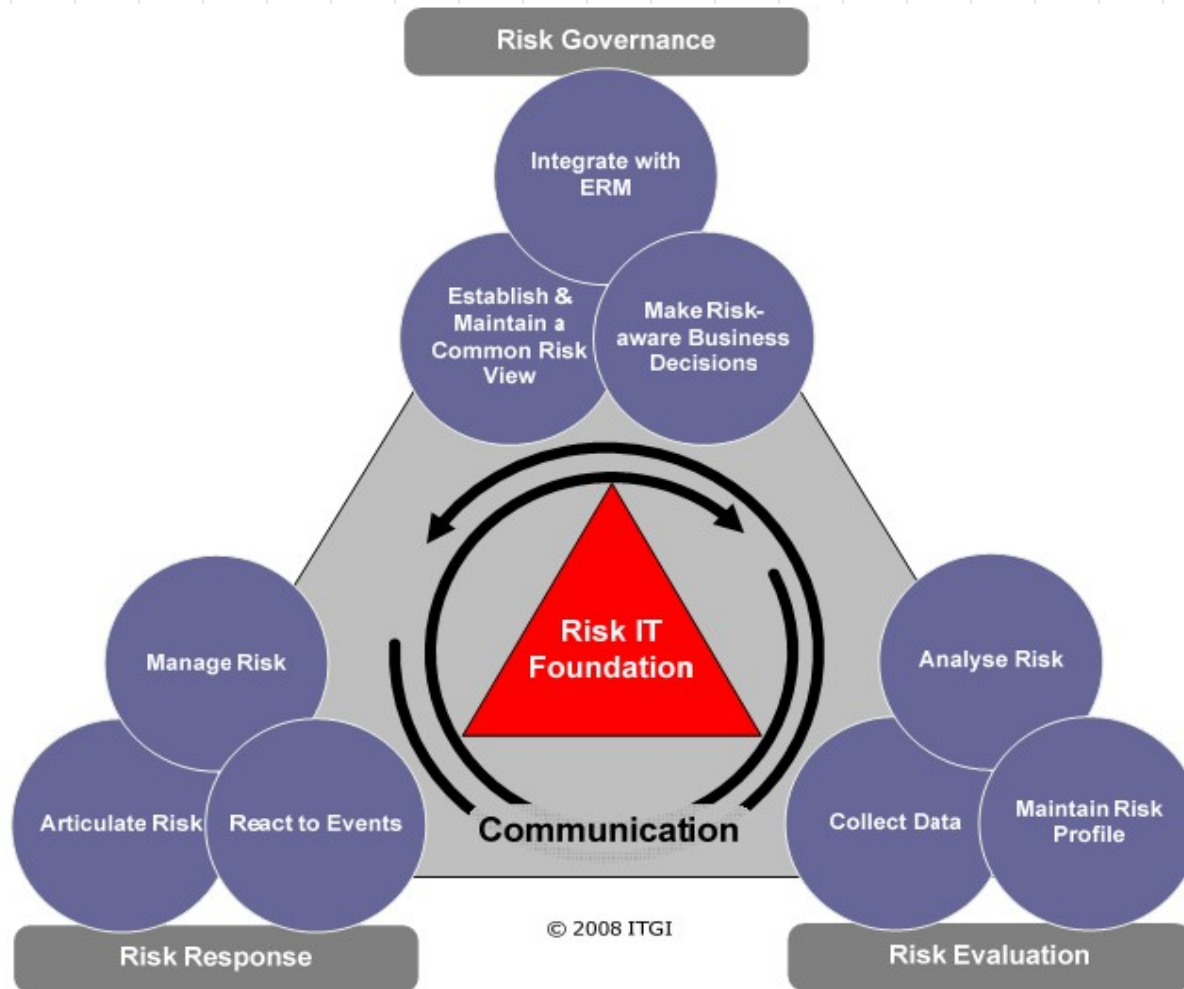 Risk Governance
Integrate with
ERM
Establish &
Maintain a
Common Risk
View
Make Risk-
aware Business
Decisions
Risk IT
Foundation
Manage Risk
Articulate Risk
React to Events
Analyse Risk
Collect Data
Maintain Risk
Profile
Communication
© 2008 ITGI
Risk Response
Risk Evaluation